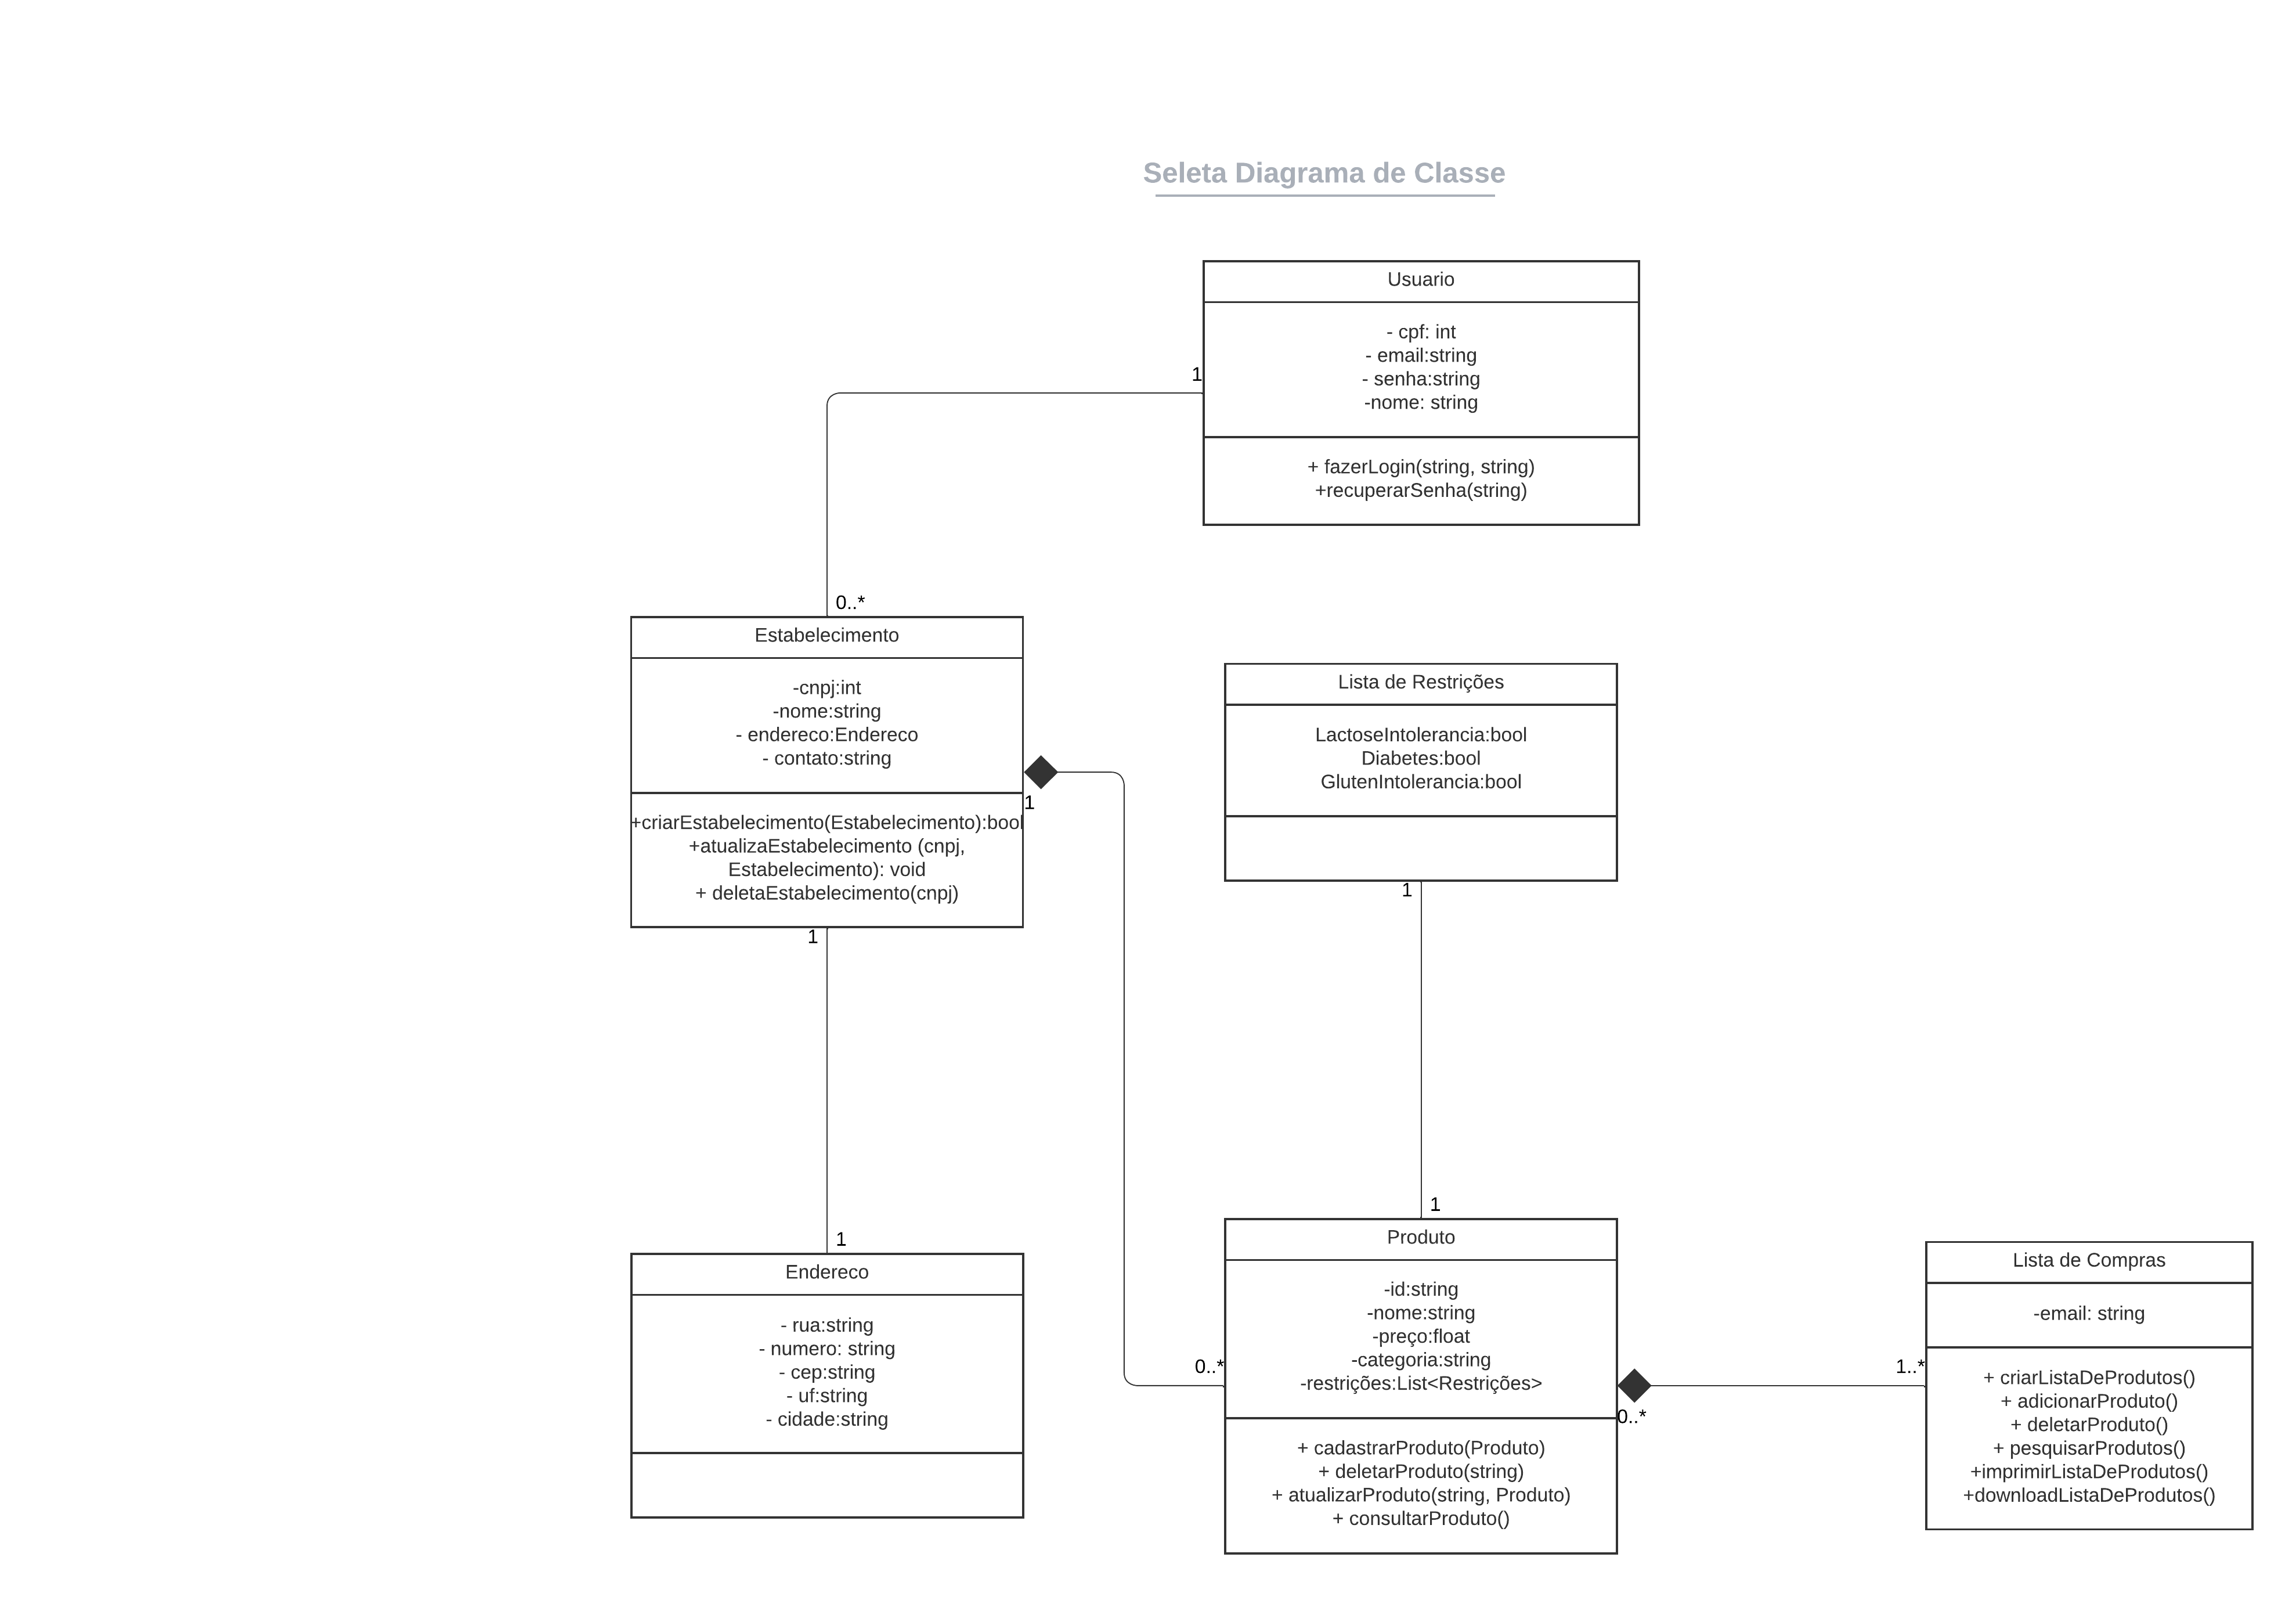 Seleta Diagrama de Classe
Usuario
- cpf: int
- email:string
- senha:string
-nome: string
+ fazerLogin(string, string)
+recuperarSenha(string)
1
0..*
Estabelecimento
-cnpj:int
-nome:string
- endereco:Endereco
- contato:string
+criarEstabelecimento(Estabelecimento):bool
+atualizaEstabelecimento (cnpj,
Estabelecimento): void
+ deletaEstabelecimento(cnpj)
1
1
Lista de Restrições
LactoseIntolerancia:bool
Diabetes:bool
GlutenIntolerancia:bool
1
1
1
Endereco
- rua:string
- numero: string
- cep:string
- uf:string
- cidade:string
0..*
Produto
-id:string
-nome:string
-preço:float
-categoria:string
-restrições:List<Restrições>
+ cadastrarProduto(Produto)
+ deletarProduto(string)
+ atualizarProduto(string, Produto)
+ consultarProduto()
0..*
1..*
Lista de Compras
-email: string
+ criarListaDeProdutos()
+ adicionarProduto()
+ deletarProduto()
+ pesquisarProdutos()
+imprimirListaDeProdutos()
+downloadListaDeProdutos()